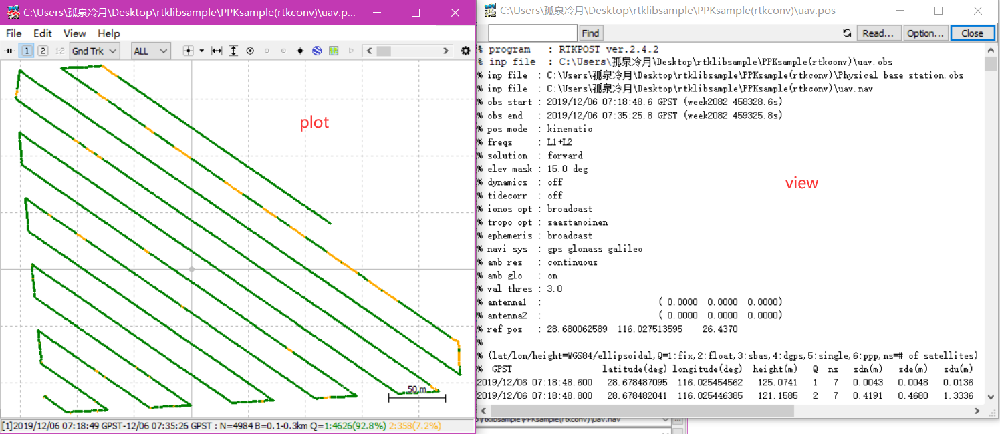 C:\Users\孤泉冷月\Desktop\rtklibsample\PPKsample(rtkconv)\uav.p...
File Edit View Help
1 2 1-2 Gnd Trk ALL
plot
50 m
[1]2019/12/06 07:18:49 GPST-12/06 07:35:26 GPST : N=4984 B=0.1-0.3km Q=1:4626(92.8%) 2:358(7.2%)
C:\Users\孤泉冷月\Desktop\rtklibsample\PPKsample(rtkconv)\uav.pos
Find Read... Option... Close
% program : RTKPOST ver.2.4.2
% inp file : C:\Users\孤泉冷月\Desktop\rtklibsample\PPKsample(rtkconv)\uav.obs
% inp file : C:\Users\孤泉冷月\Desktop\rtklibsample\PPKsample(rtkconv)\Physical base station.obs
% inp file : C:\Users\孤泉冷月\Desktop\rtklibsample\PPKsample(rtkconv)\uav.nav
% obs start : 2019/12/06 07:18:48.6 GPST (week2082 458328.6s)
% obs end : 2019/12/06 07:35:25.8 GPST (week2082 459325.8s)
% pos mode : kinematic
% freqs : L1+L2
% solution : forward
% elev mask : 15.0 deg
% dynamics : off
% tidecorr : off
% ionos opt : broadcast
% tropo opt : saastamoinen
% ephemeris : broadcast
% navi sys : gps glonass galileo
% amb res : continuous
% amb glo : on
% val thres : 3.0
% antenna1 : ( 0.0000 0.0000 0.0000)
% antenna2 : ( 0.0000 0.0000 0.0000)
% ref pos : 28.680062589 116.027513595 26.4370
%
% (lat/lon/height=WGS84/ellipsoidal,Q=1:fix,2:float,3:sbas,4:dgps,5:single,6:ppp,ns=# of satellites)
% GPST latitude(deg) longitude(deg) height(m) Q ns sdn(m) sde(m) sdu(m)
2019/12/06 07:18:48.600 28.678487095 116.025454562 125.0741 1 7 0.0043 0.0048 0.0136
2019/12/06 07:18:48.800 28.678482041 116.025446385 121.1585 2 7 0.4191 0.4680 1.3336
view